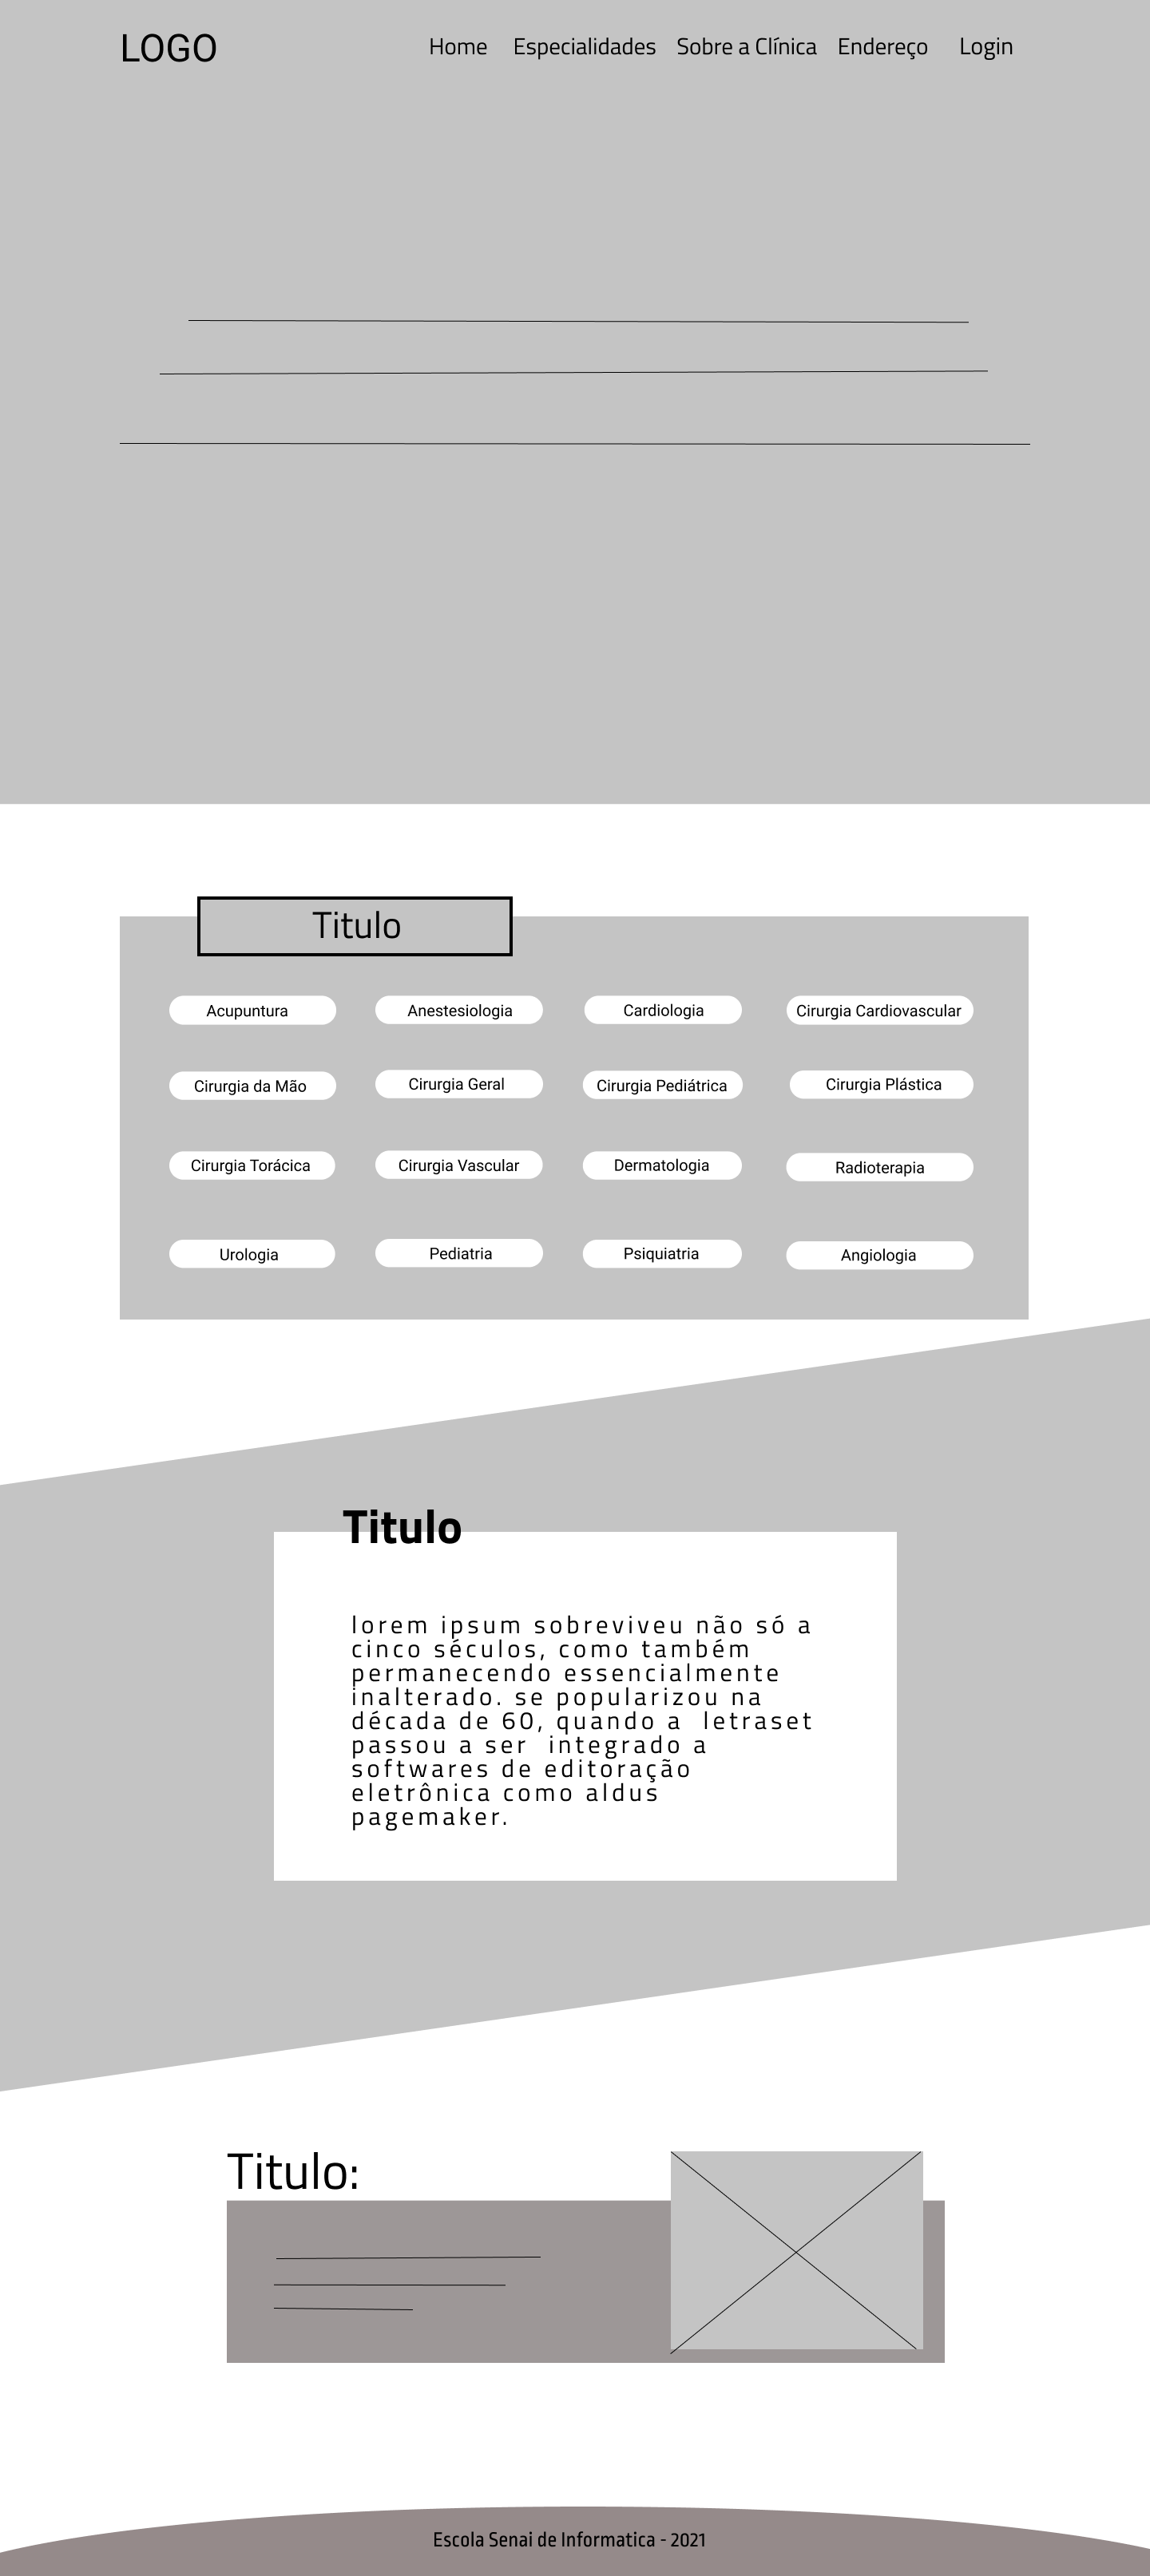 LOGO
Home Especialidades Sobre a Clínica Endereço Login
Titulo
Acupuntura Anestesiologia Cardiologia Cirurgia Cardiovascular
Cirurgia da Mão Cirurgia Geral Cirurgia Pediátrica Cirurgia Plástica
Cirurgia Torácica Cirurgia Vascular Dermatologia Radioterapia
Urologia Pediatria Psiquiatria Angiologia
Titulo
lorem ipsum sobreviveu não só a
cinco séculos, como também
permanecendo essencialmente
inalterado. se popularizou na
década de 60, quando a letraset
passou a ser integrado a
softwares de editoração
eletrônica como aldus
pagemaker.
Titulo:
Escola Senai de Informatica - 2021